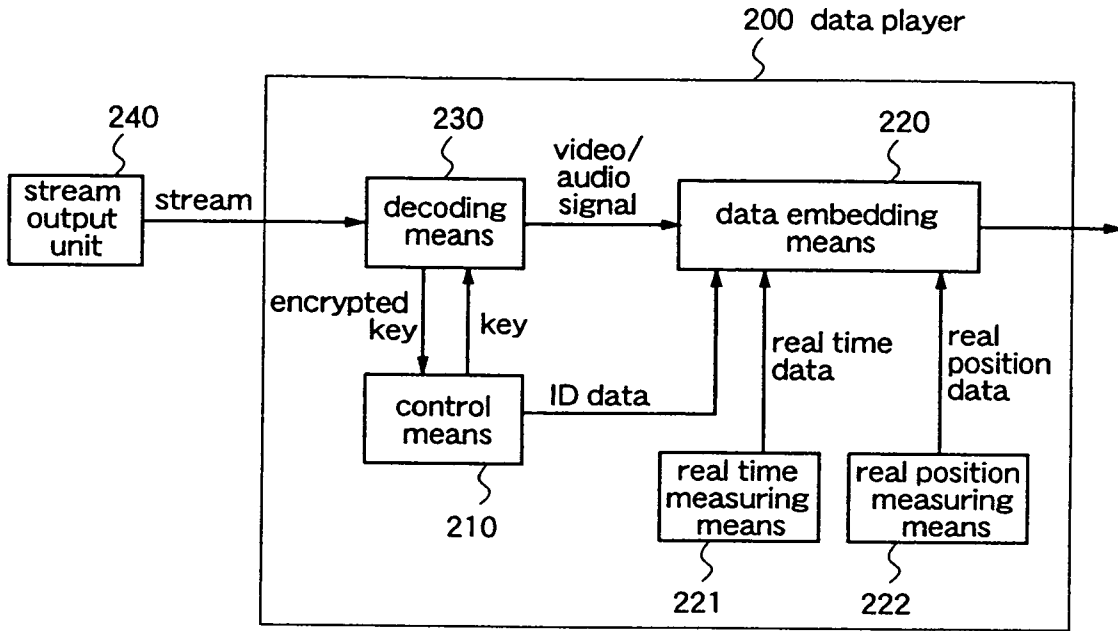 200 data player
240
230
220
stream
output
unit
stream
decoding
means
video/
audio
signal
data embedding
means
encrypted
key
key
real time
data
real
position
data
control
means
ID data
210
real time
measuring
means
real position
measuring
means
221
222